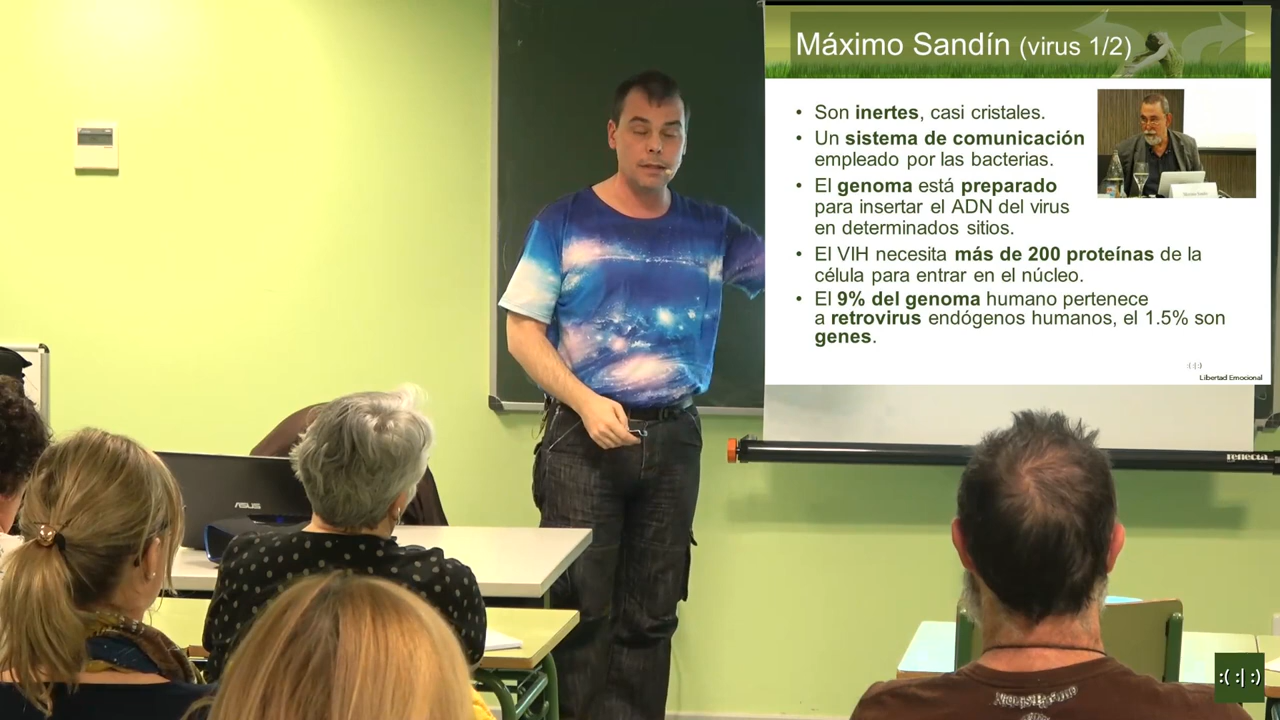 Máximo Sandín (virus 1/2)
• Son inertes, casi cristales.
• Un sistema de comunicación
empleado por las bacterias.
• El genoma está preparado
para insertar el ADN del virus
en determinados sitios.
• El VIH necesita más de 200 proteínas de la
célula para entrar en el núcleo.
• El 9% del genoma humano pertenece
a retrovirus endógenos humanos, el 1.5% son
genes.
:(:|:)
Libertad Emocional
ASUS
:( :| :)